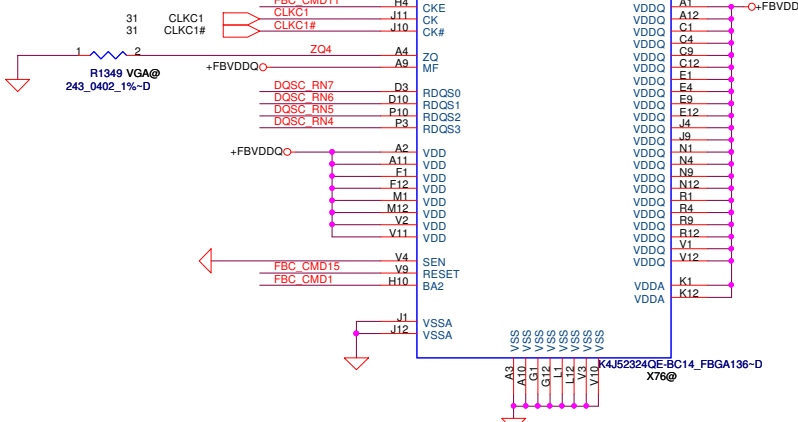 FBC_CMD11 H4 CKE VDDQ A1 +FBVDDQ
31 CLKC1 CLKC1 J11 CK VDDQ A12
31 CLKC1# CLKC1# J10 CK# VDDQ C1
VDDQ C4
1 2 ZQ4 A4 ZQ VDDQ C9
+FBVDDQ A9 MF VDDQ C12
R1349 VGA@ VDDQ E1
243_0402_1%~D VDDQ E4
DQSC_RN7 D3 RDQS0 VDDQ E9
DQSC_RN6 D10 RDQS1 VDDQ E12
DQSC_RN5 P10 RDQS2 VDDQ J4
DQSC_RN4 P3 RDQS3 VDDQ J9
+FBVDDQ A2 VDD VDDQ N1
A11 VDD VDDQ N4
F1 VDD VDDQ N9
F12 VDD VDDQ N12
M1 VDD VDDQ R1
M12 VDD VDDQ R4
V2 VDD VDDQ R9
V11 VDD VDDQ R12
VDDQ V1
V4 SEN VDDQ V12
FBC_CMD15 V9 RESET
FBC_CMD1 H10 BA2 VDDA K1
VDDA K12
J1 VSSA
J12 VSSA
VSS VSS VSS VSS VSS VSS VSS VSS
A3 A10 G1 G12 L1 L12 V3 V10
K4J52324QE-BC14_FBGA136~D
X76@